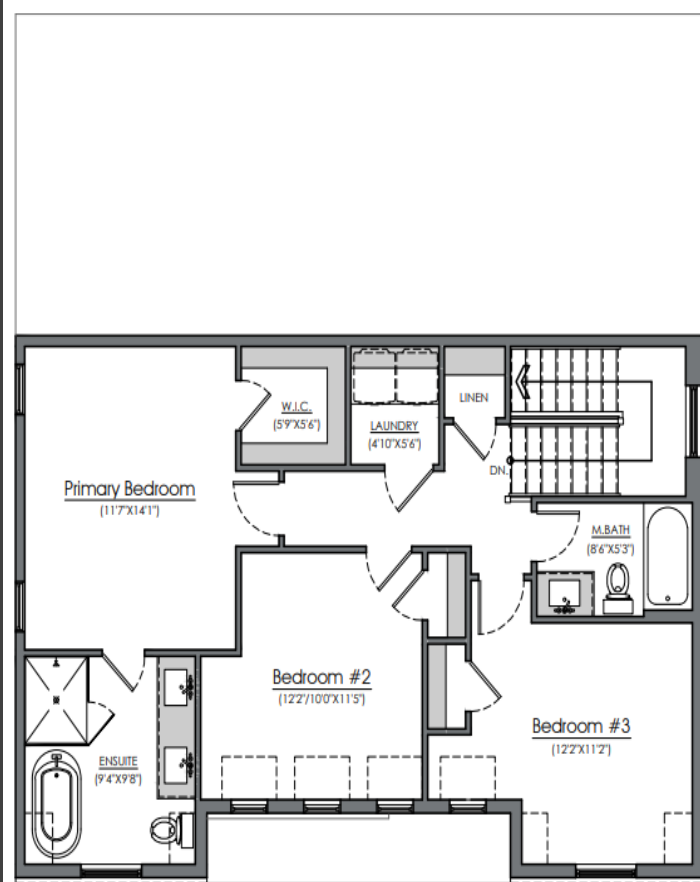 W.I.C.
(5'9"X5'6")
LAUNDRY
(4'10"X5'6")
LINEN
DN.
Primary Bedroom
(11'7"X14'1")
M.BATH
(8'6"X5'3")
Bedroom #2
(12'2"/10'0"X11'5")
Bedroom #3
(12'2"X11'2")
ENSUITE
(9'4"X9'8")